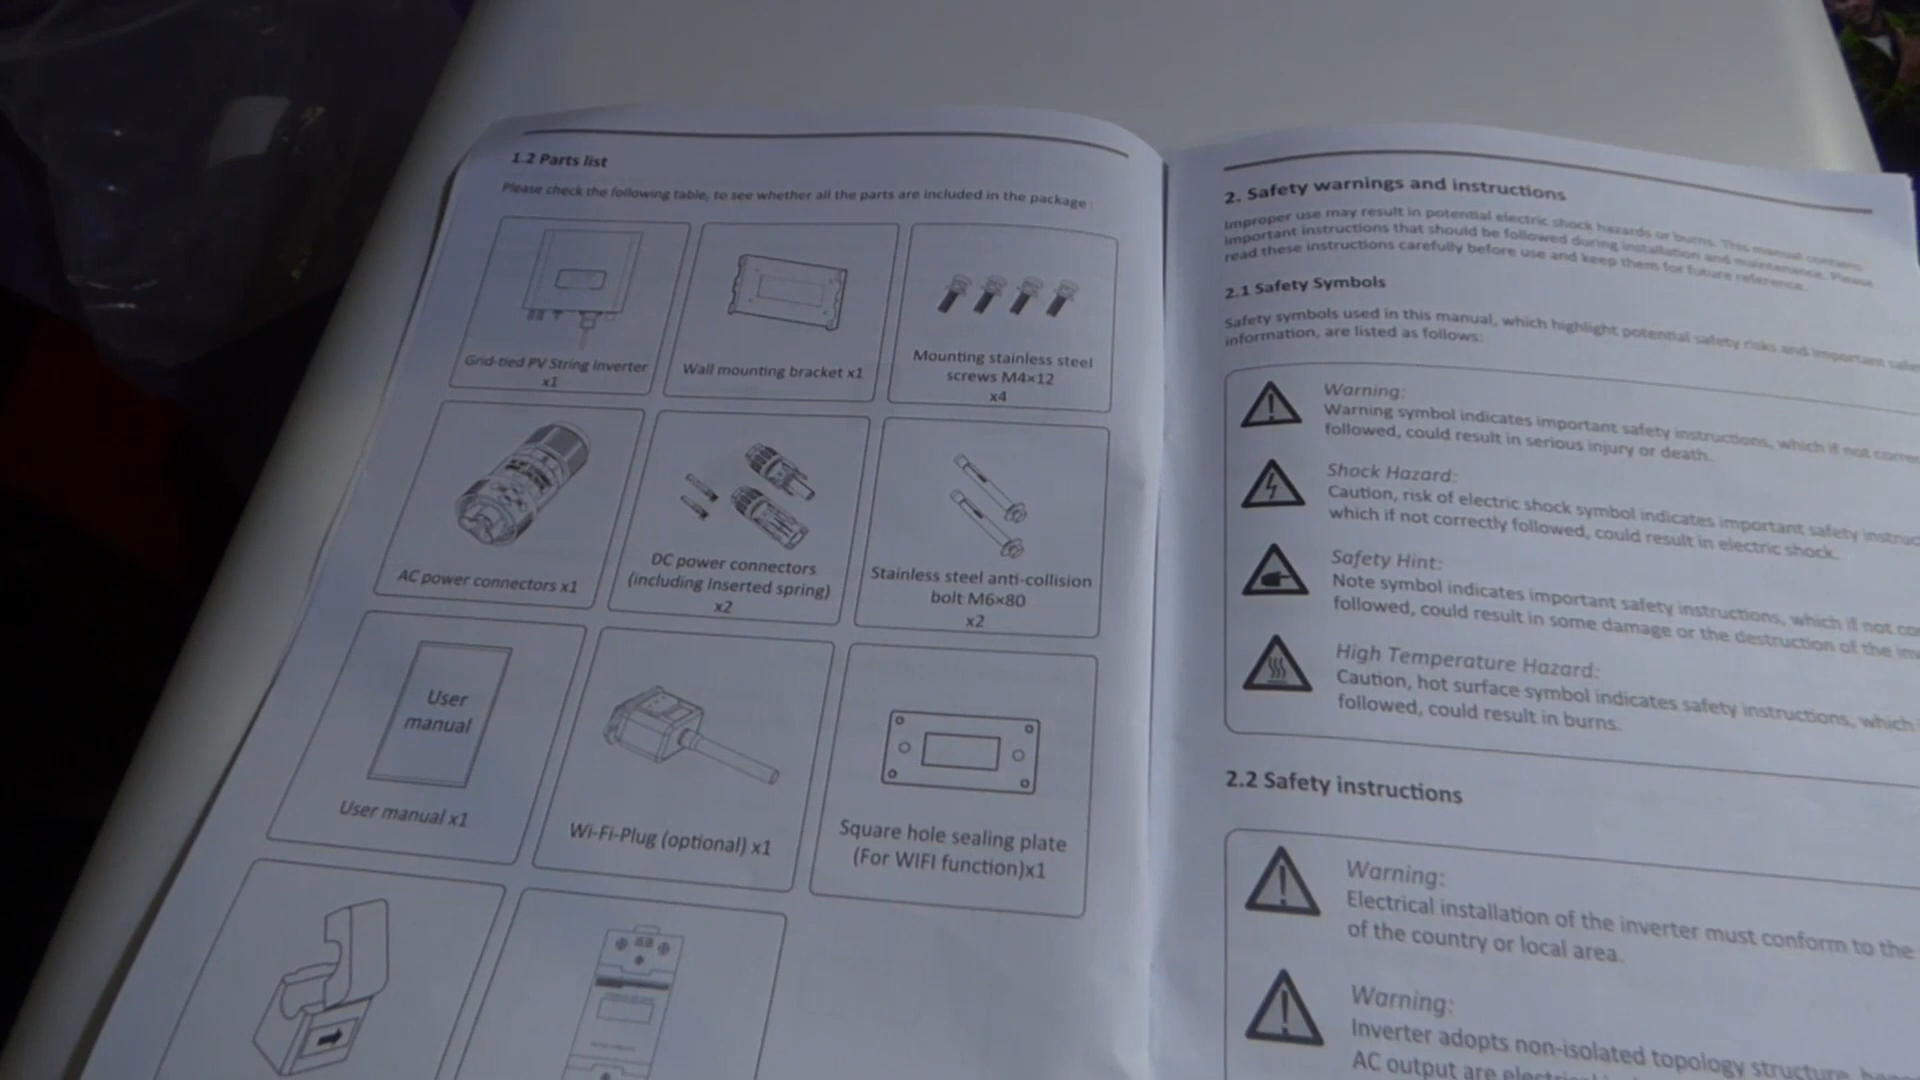 1.2 Parts list
Please check the following table, to see whether all the parts are included in the package :
Grid-tied PV String Inverter
x1
Wall mounting bracket x1
Mounting stainless steel
screws M4×12
x4
AC power connectors x1
DC power connectors
(including Inserted spring)
x2
Stainless steel anti-collision
bolt M6×80
x2
User
manual
User manual x1
Wi-Fi-Plug (optional) x1
Square hole sealing plate
(For WIFI function)x1
2. Safety warnings and instructions
Improper use may result in potential electric shock hazards or burns. This manual contains
important instructions that should be followed during installation and maintenance. Please
read these instructions carefully before use and keep them for future reference.
2.1 Safety Symbols
Safety symbols used in this manual, which highlight potential safety risks and important
information, are listed as follows:
Warning:
Warning symbol indicates important safety instructions, which if not
followed, could result in serious injury or death.
Shock Hazard:
Caution, risk of electric shock symbol indicates important safety
which if not correctly followed, could result in electric shock.
Safety Hint:
Note symbol indicates important safety instructions, which if not
followed, could result in some damage or the destruction of the
High Temperature Hazard:
Caution, hot surface symbol indicates safety instructions, which
followed, could result in burns.
2.2 Safety instructions
Warning:
Electrical installation of the inverter must conform to the
of the country or local area.
Warning:
Inverter adopts non-isolated topology structure,
AC output are